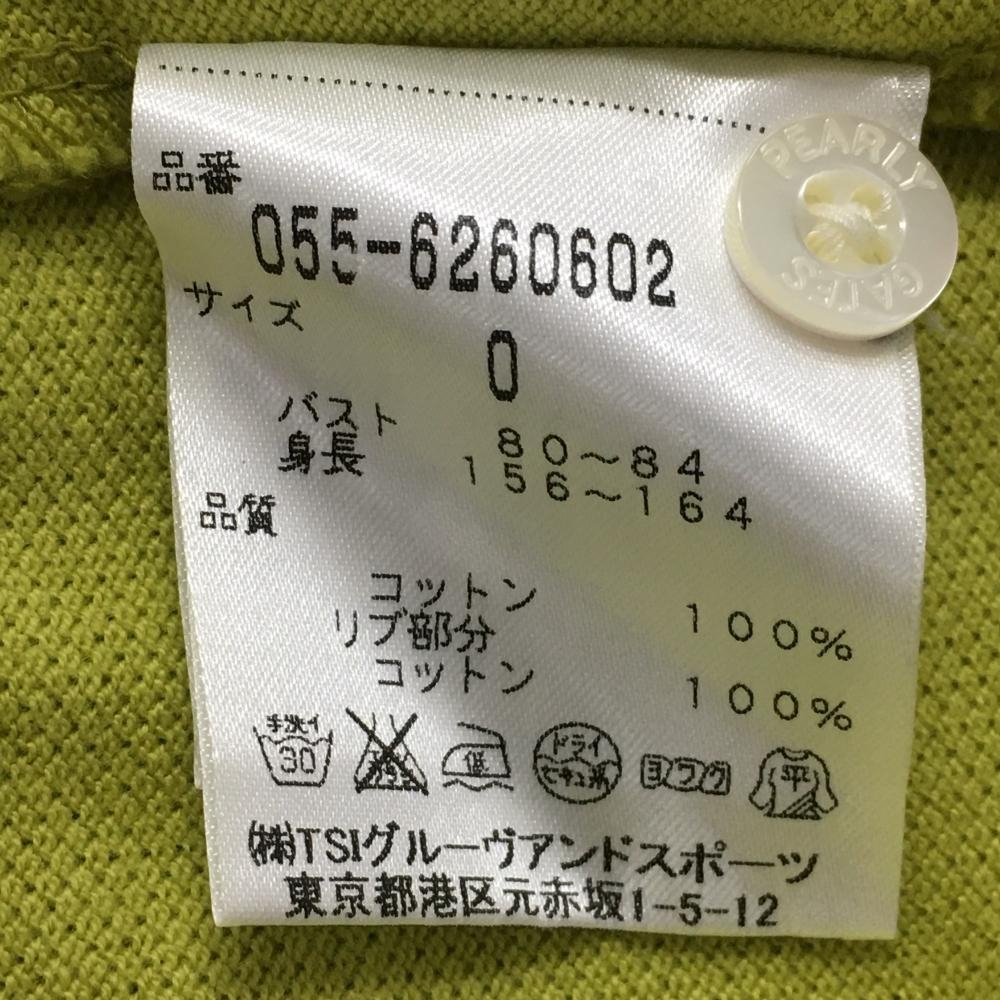 品番
055-6260602
PEARLY
GATES
サイズ
0
バスト 80～84
身長 156～164
品質
コットン 100%
リブ部分
コットン 100%
手洗イ
30
低
ドライ
セキユ系
ヨワク
平
(株)TSIグルーヴアンドスポーツ
東京都港区元赤坂1-5-12